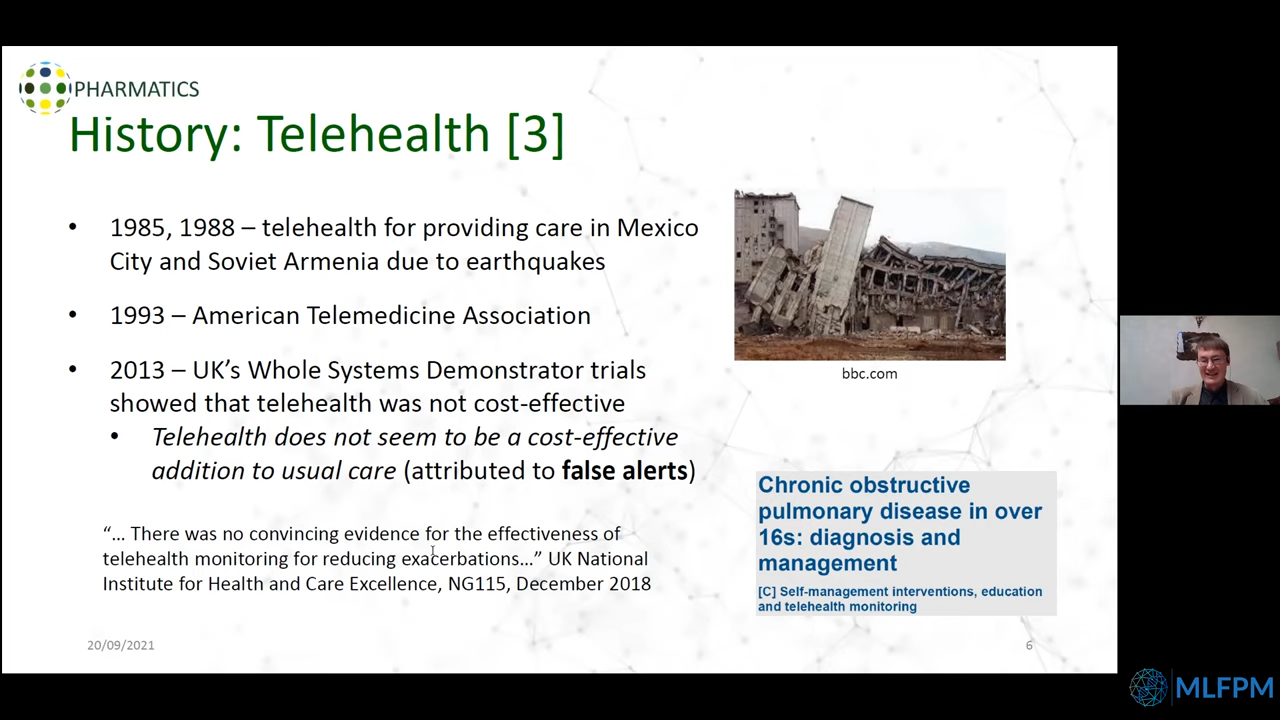 PHARMATICS
History: Telehealth [3]
• 1985, 1988 – telehealth for providing care in Mexico
City and Soviet Armenia due to earthquakes
• 1993 – American Telemedicine Association
• 2013 – UK’s Whole Systems Demonstrator trials
showed that telehealth was not cost-effective
• Telehealth does not seem to be a cost-effective
addition to usual care (attributed to false alerts)
“... There was no convincing evidence for the effectiveness of
telehealth monitoring for reducing exacerbations...” UK National
Institute for Health and Care Excellence, NG115, December 2018
bbc.com
Chronic obstructive
pulmonary disease in over
16s: diagnosis and
management
[C] Self-management interventions, education
and telehealth monitoring
20/09/2021
6
MLFPM